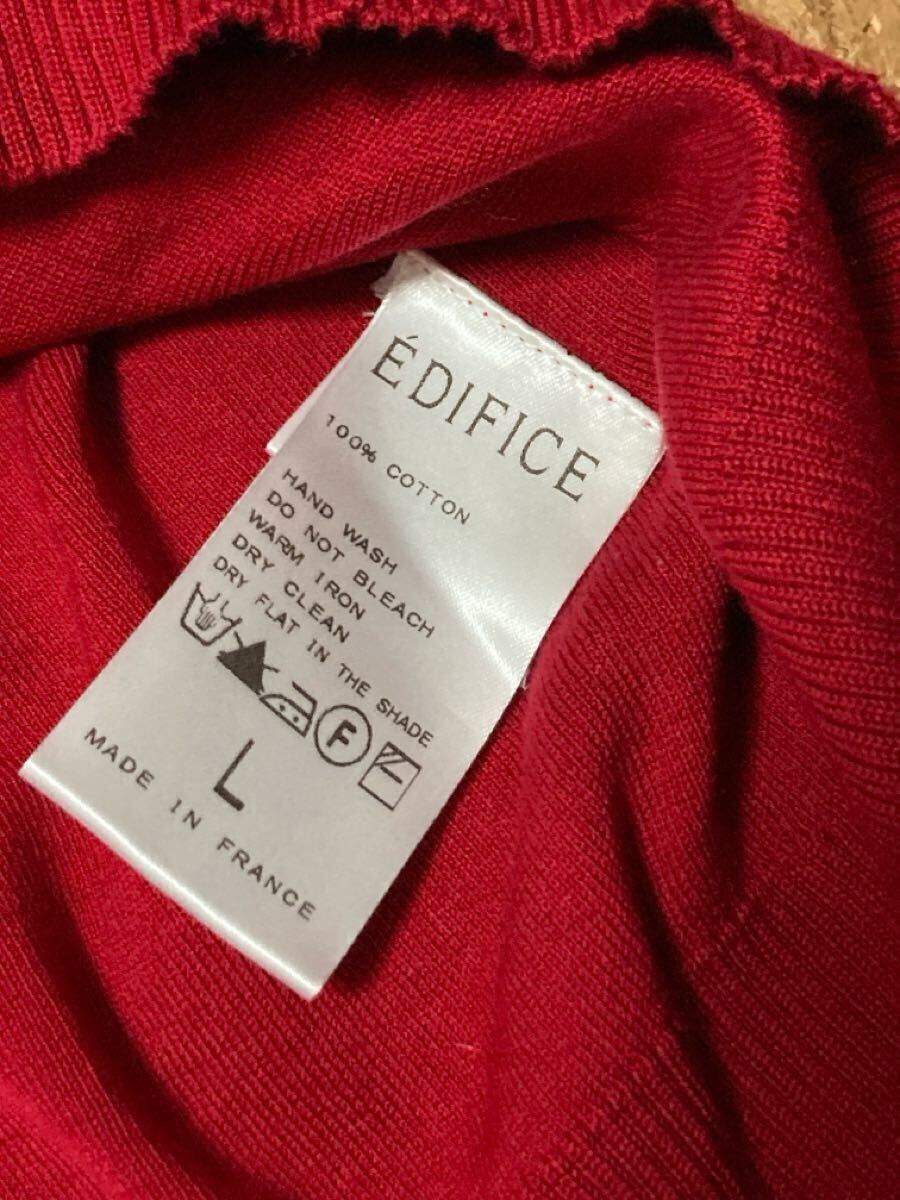 ÉDIFICE
100% COTTON
HAND WASH
DO NOT BLEACH
WARM IRON
DRY CLEAN
DRY FLAT IN THE SHADE
F
L
MADE IN FRANCE